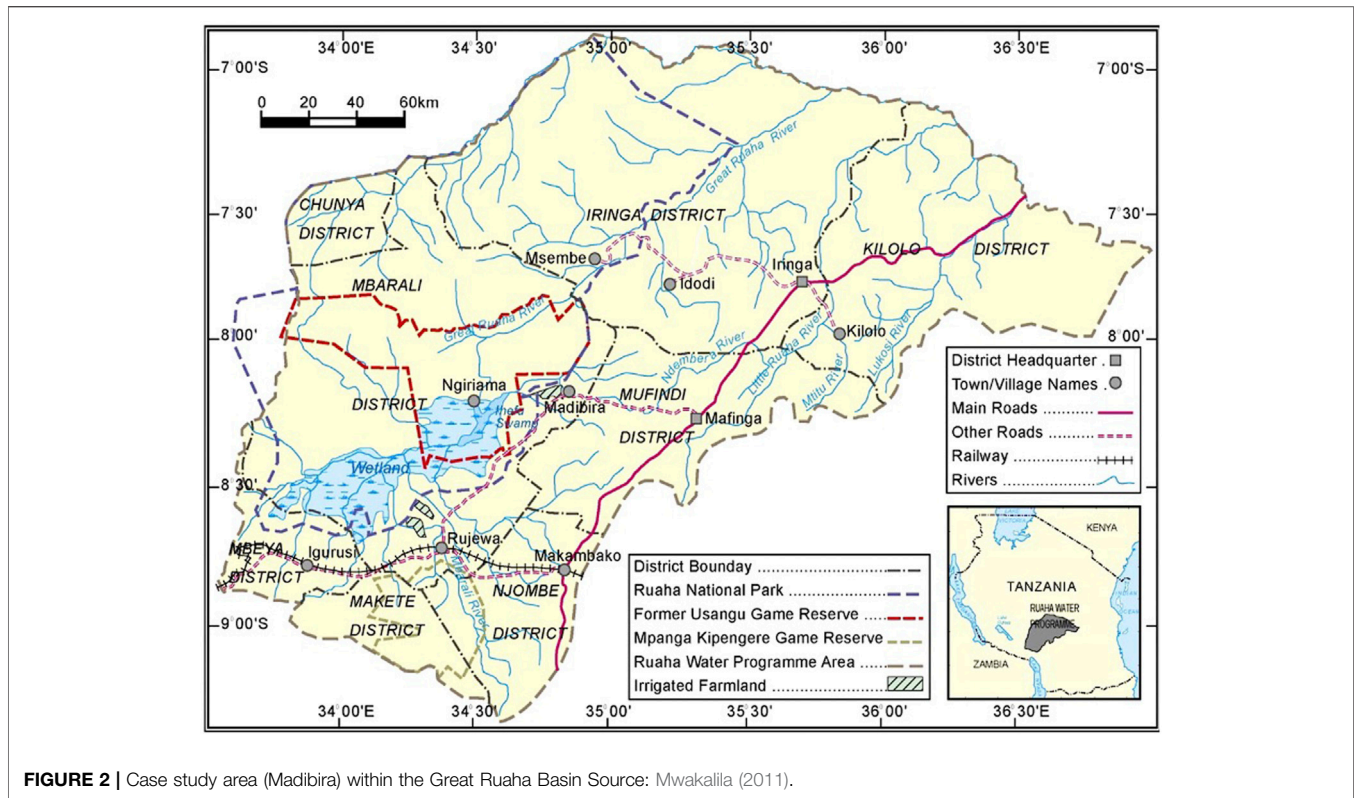 34°00'E 34°30' 35°00' 35°30' 36°00' 36°30'E
7°00'S 7°00'S
0 20 40 60km
Great Ruaha River
CHUNYA
DISTRICT
7°30' 7°30'
IRINGA DISTRICT
KILOLO DISTRICT
Msembe
Iringa
Idodi
MBARALI
Great Ruaha River
8°00' 8°00'
Kilolo
Ndembera River
Little Ruaha River
Lukosi River
Mtitu River
Ngiriama
DISTRICT
Ihefa
Swamp
Madibira
MUFINDI
DISTRICT
Mafinga
Wetland
8°30'
MBEYA
DISTRICT
Igurusi
Rujewa
Makambako
Mbarali River
MAKETE
DISTRICT
NJOMBE
DISTRICT
9°00'S
34°00'E 34°30' 35°00' 35°30' 36°00' 36°30'E
District Headquarter .
Town/Village Names .
Main Roads ..........
Other Roads ........
Railway ...............
Rivers .................
District Boundary ......................
Ruaha National Park ................
Former Usangu Game Reserve .....
Mpanga Kipengere Game Reserve
Ruaha Water Programme Area ......
Irrigated Farmland .....................
KENYA
TANZANIA
RUAHA WATER
PROGRAMME
ZAMBIA
FIGURE 2 | Case study area (Madibira) within the Great Ruaha Basin Source: Mwakalila (2011).